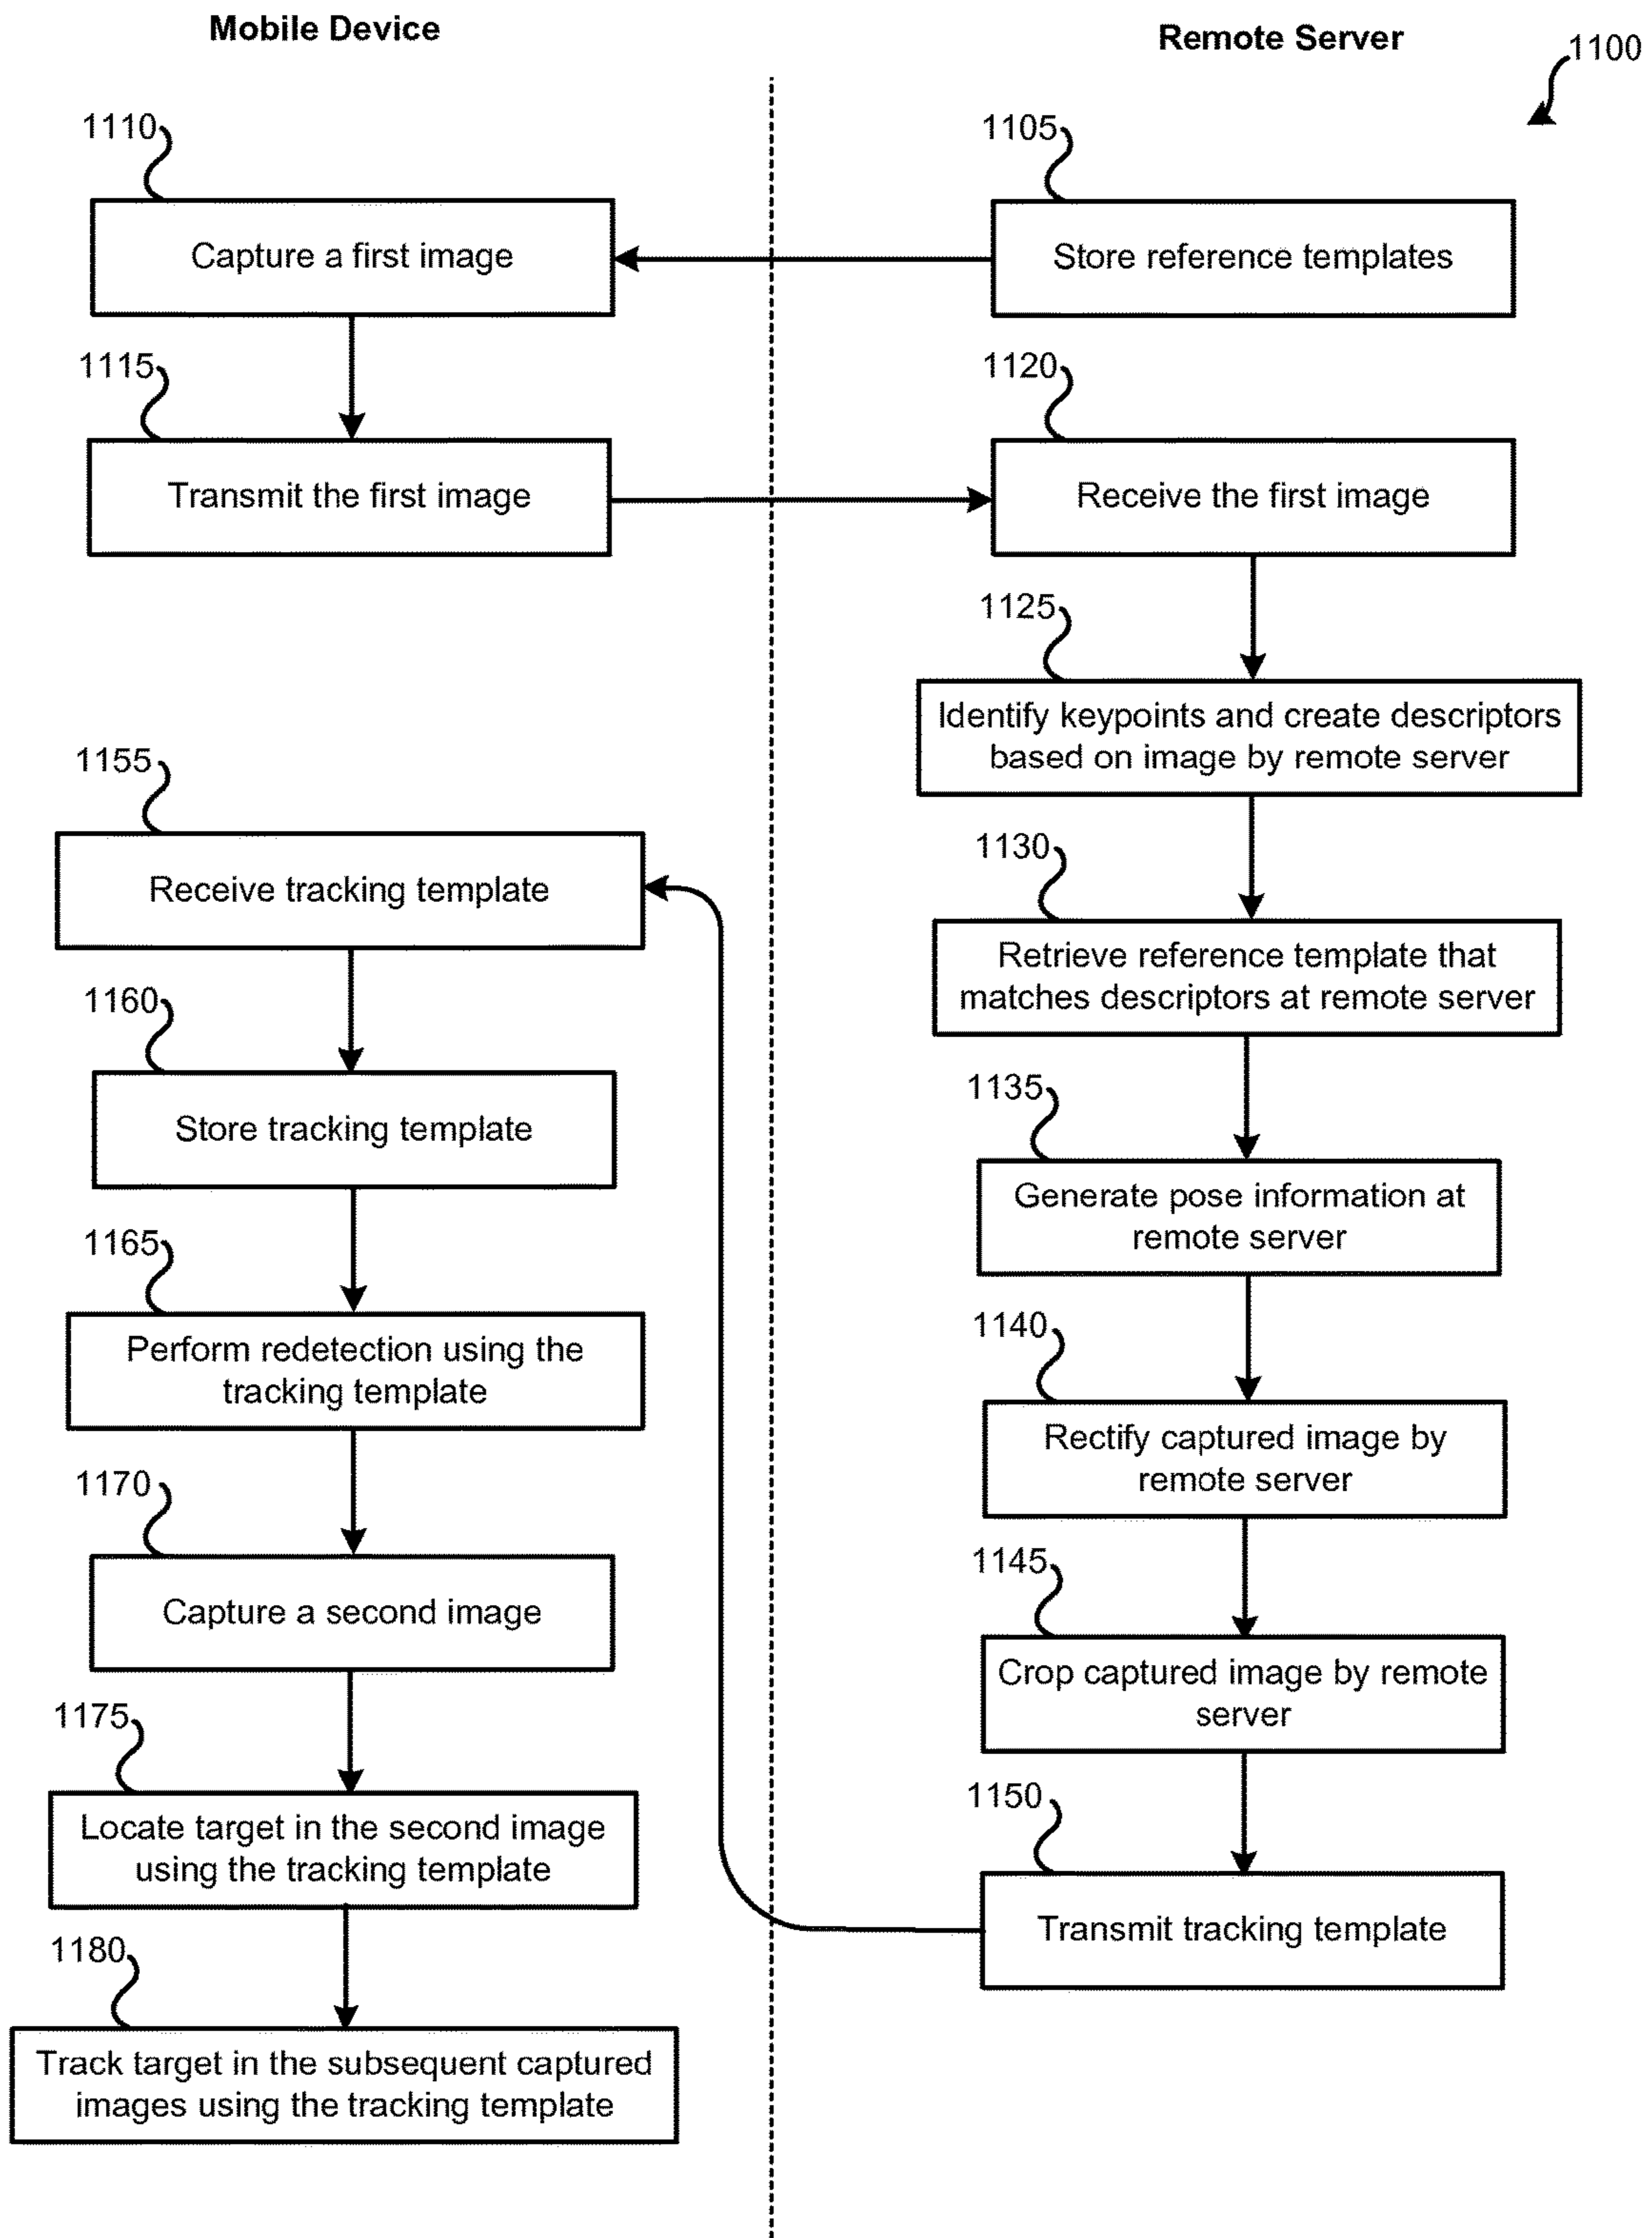 Mobile Device
Remote Server
1100
1110
Capture a first image
1105
Store reference templates
1115
Transmit the first image
1120
Receive the first image
1125
Identify keypoints and create descriptors
based on image by remote server
1130
Retrieve reference template that
matches descriptors at remote server
1135
Generate pose information at
remote server
1140
Rectify captured image by
remote server
1145
Crop captured image by remote
server
1150
Transmit tracking template
1155
Receive tracking template
1160
Store tracking template
1165
Perform redetection using the
tracking template
1170
Capture a second image
1175
Locate target in the second image
using the tracking template
1180
Track target in the subsequent captured
images using the tracking template